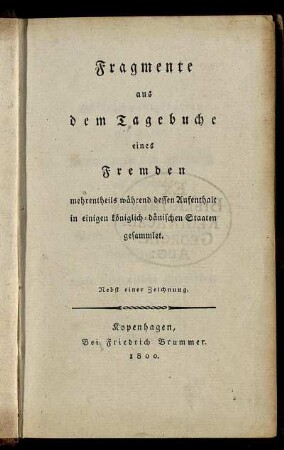 Fragmente
aus
dem Tagebuche
eines
Fremden
mehrentheils während dessen Aufenthalt
in einigen königlich-dänischen Staaten
gesammlet.
Nebst einer Zeichnung.
Kopenhagen,
Bei Friedrich Brummer.
1800.